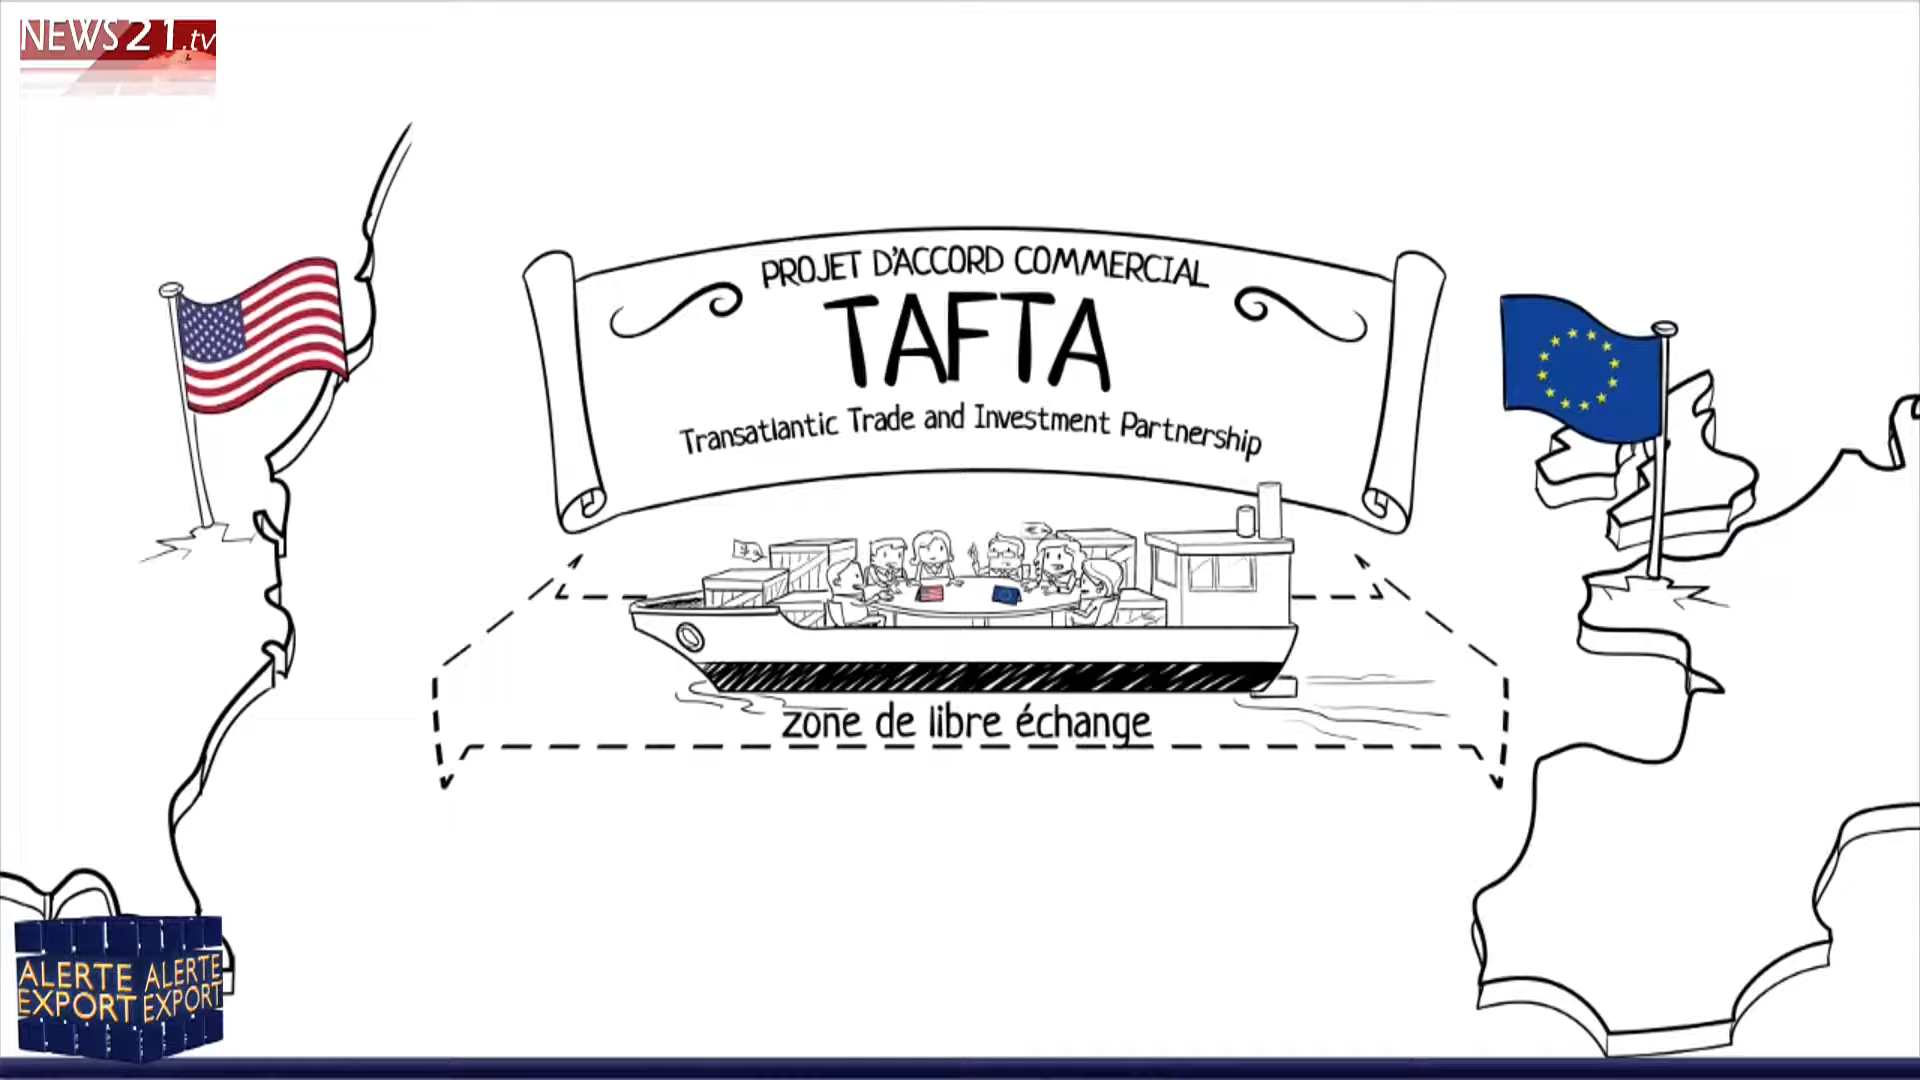 NEWS21.tv
PROJET D'ACCORD COMMERCIAL
TAFTA
Transatlantic Trade and Investment Partnership
zone de libre échange
ALERTE EXPORT
ALERTE EXPORT